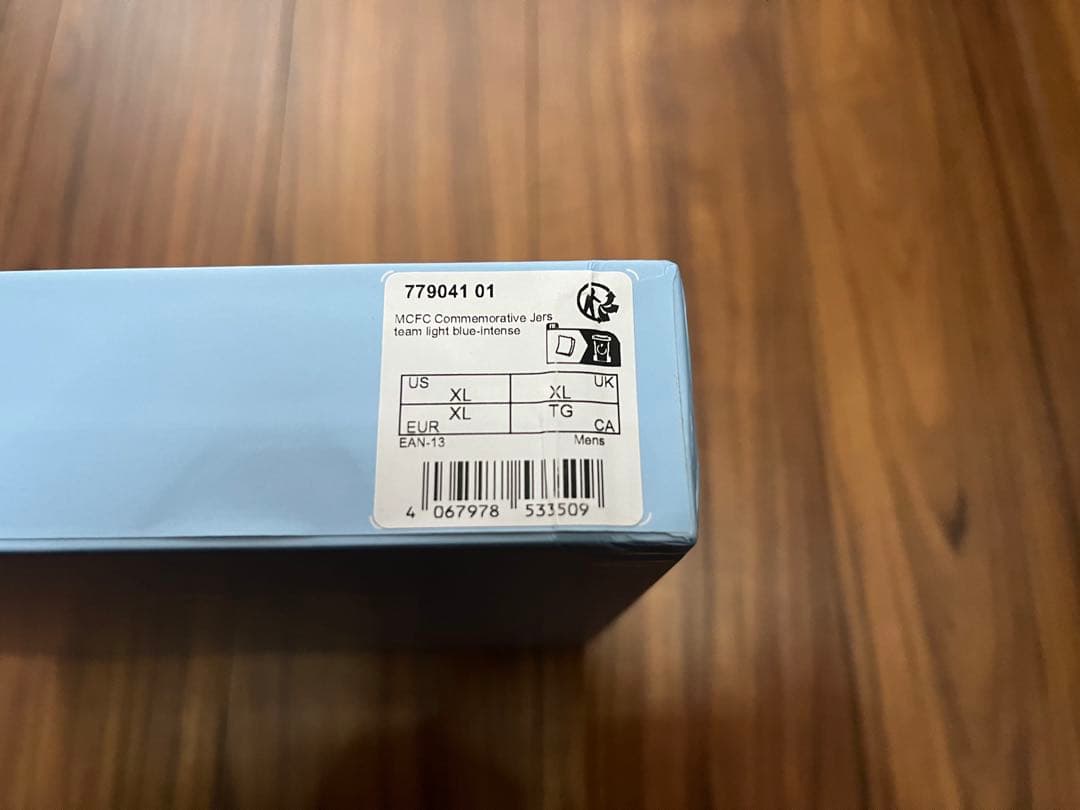 779041 01
MCFC Commemorative Jers
team light blue-intense
FR
US XL XL UK
EUR XL TG CA
EAN-13 Mens
4 067978 533509